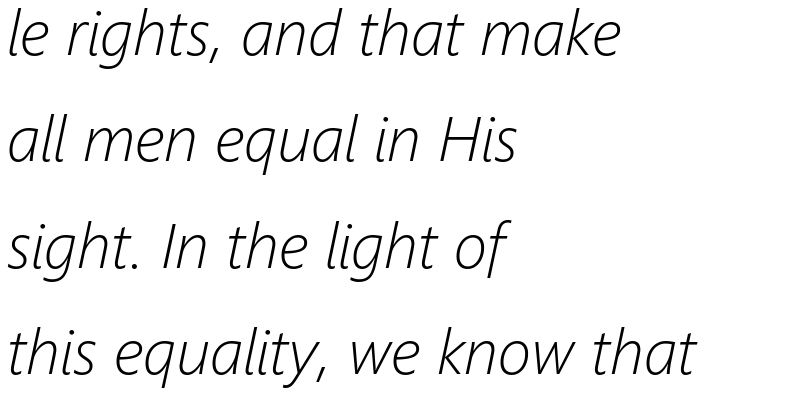 le rights, and that make
all men equal in His
sight. In the light of
this equality, we know that